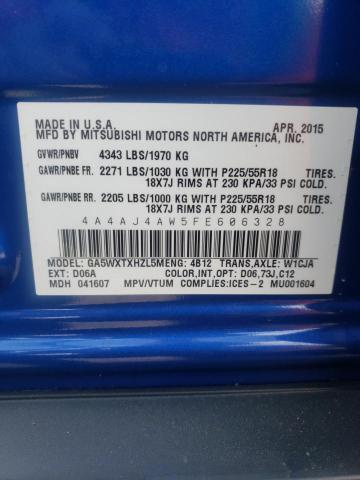 MADE IN U.S.A. APR. 2015
MFD BY MITSUBISHI MOTORS NORTH AMERICA, INC.
GVWR/PNBV 4343 LBS/1970 KG
GAWR/PNBE FR. 2271 LBS/1030 KG WITH P225/55R18 TIRES.
18X7J RIMS AT 230 KPA/33 PSI COLD.
GAWR/PNBE RR. 2205 LBS/1000 KG WITH P225/55R18 TIRES.
18X7J RIMS AT 230 KPA/33 PSI COLD.
4A4AJ4AW5FE606328
MODEL: GA5WXTXHZL5MENG: 4B12 TRANS,AXLE: W1CJA
EXT: D06A COLOR,INT,OPT: D06,73J,C12
MDH 041607 MPV/VTUM COMPLIES:ICES-2 MU001604